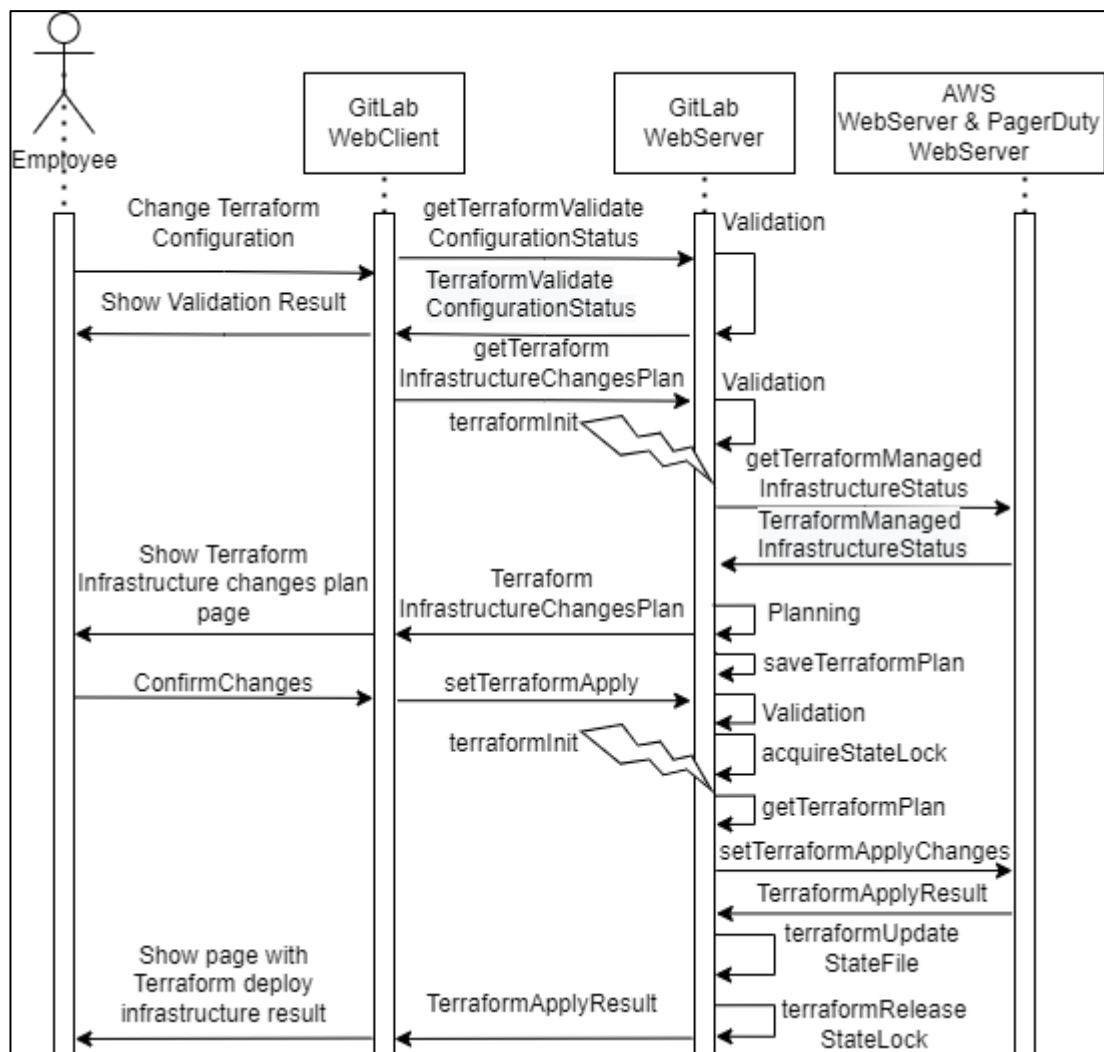 Employee
GitLab
WebClient
GitLab
WebServer
AWS
WebServer & PagerDuty
WebServer
Change Terraform
Configuration
getTerraformValidate
ConfigurationStatus
Validation
Show Validation Result
TerraformValidate
ConfigurationStatus
getTerraform
InfrastructureChangesPlan
Validation
terraformInit
getTerraformManaged
InfrastructureStatus
TerraformManaged
InfrastructureStatus
Show Terraform
Infrastructure changes plan
page
Terraform
InfrastructureChangesPlan
Planning
saveTerraformPlan
ConfirmChanges
setTerraformApply
Validation
terraformInit
acquireStateLock
getTerraformPlan
setTerraformApplyChanges
TerraformApplyResult
terraformUpdate
StateFile
Show page with
Terraform deploy
infrastructure result
TerraformApplyResult
terraformRelease
StateLock